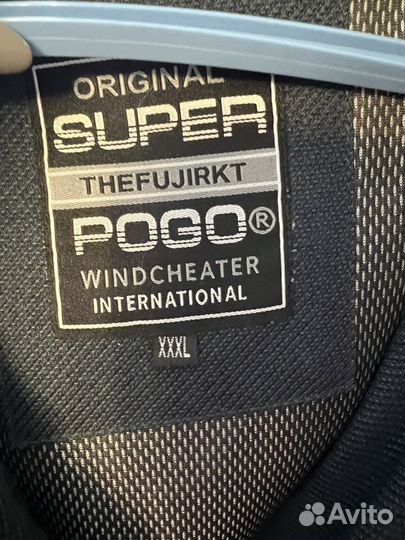 ORIGINAL
SUPER
THEFUJIRKT
POGO®
WINDCHEATER
INTERNATIONAL
XXXL
Avito